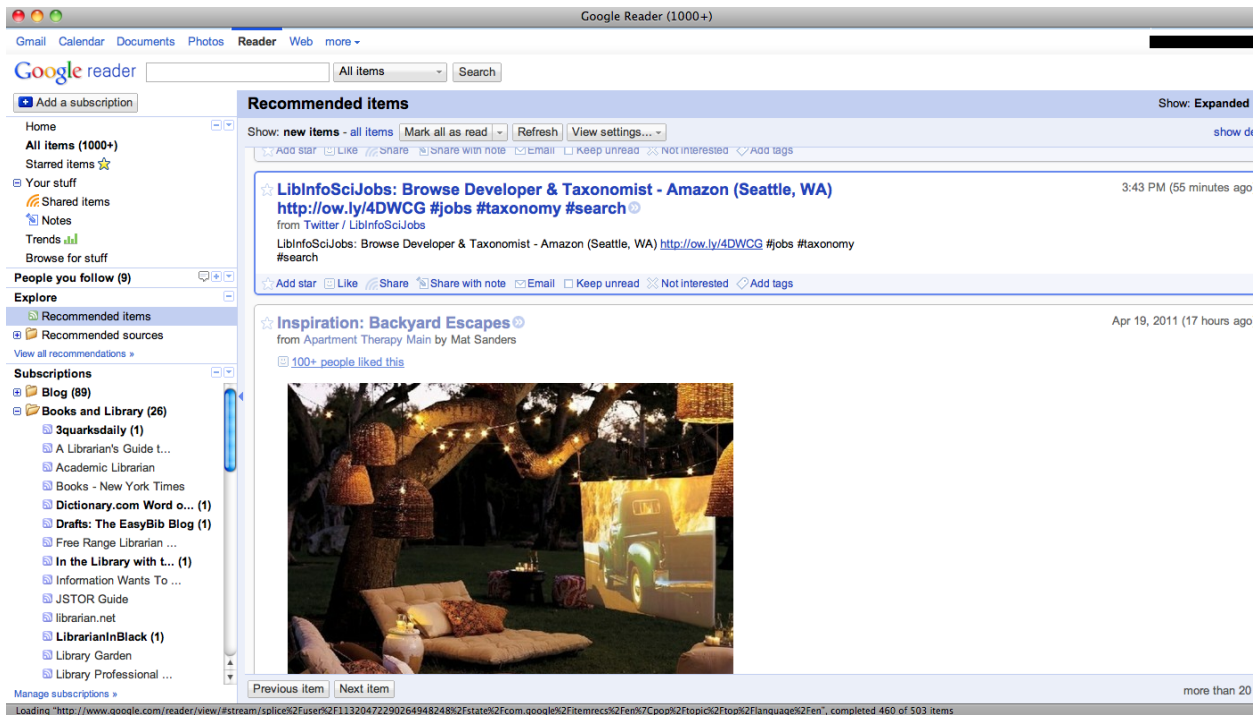 Google Reader (1000+)
Gmail Calendar Documents Photos Reader Web more
Google reader All items Search
Add a subscription
Home
All items (1000+)
Starred items
Your stuff
Shared items
Notes
Trends
Browse for stuff
People you follow (9)
Explore
Recommended items
Recommended sources
View all recommendations »
Subscriptions
Blog (89)
Books and Library (26)
3quarksdaily (1)
A Librarian's Guide t...
Academic Librarian
Books - New York Times
Dictionary.com Word o... (1)
Drafts: The EasyBib Blog (1)
Free Range Librarian ...
In the Library with t... (1)
Information Wants To ...
JSTOR Guide
librarian.net
LibrarianInBlack (1)
Library Garden
Library Professional ...
Manage subscriptions »
Recommended items Show: Expanded
Show: new items - all items Mark all as read Refresh View settings... show de
Add star Like Share Share with note Email Keep unread Not interested Add tags
LibInfoSciJobs: Browse Developer & Taxonomist - Amazon (Seattle, WA) 3:43 PM (55 minutes ago
http://ow.ly/4DWCG #jobs #taxonomy #search
from Twitter / LibInfoSciJobs
LibInfoSciJobs: Browse Developer & Taxonomist - Amazon (Seattle, WA) http://ow.ly/4DWCG #jobs #taxonomy
#search
Add star Like Share Share with note Email Keep unread Not interested Add tags
Inspiration: Backyard Escapes Apr 19, 2011 (17 hours ago
from Apartment Therapy Main by Mat Sanders
100+ people liked this
Previous item Next item more than 20
Loading "http://www.google.com/reader/view/#stream/splice%2Fuser%2F11320472290264948248%2Fstate%2Fcom.google%2Fitemrecs%2Fen%7Cpop%2Ftopic%2Ftop%2Flanguage%2Fen", completed 460 of 503 items